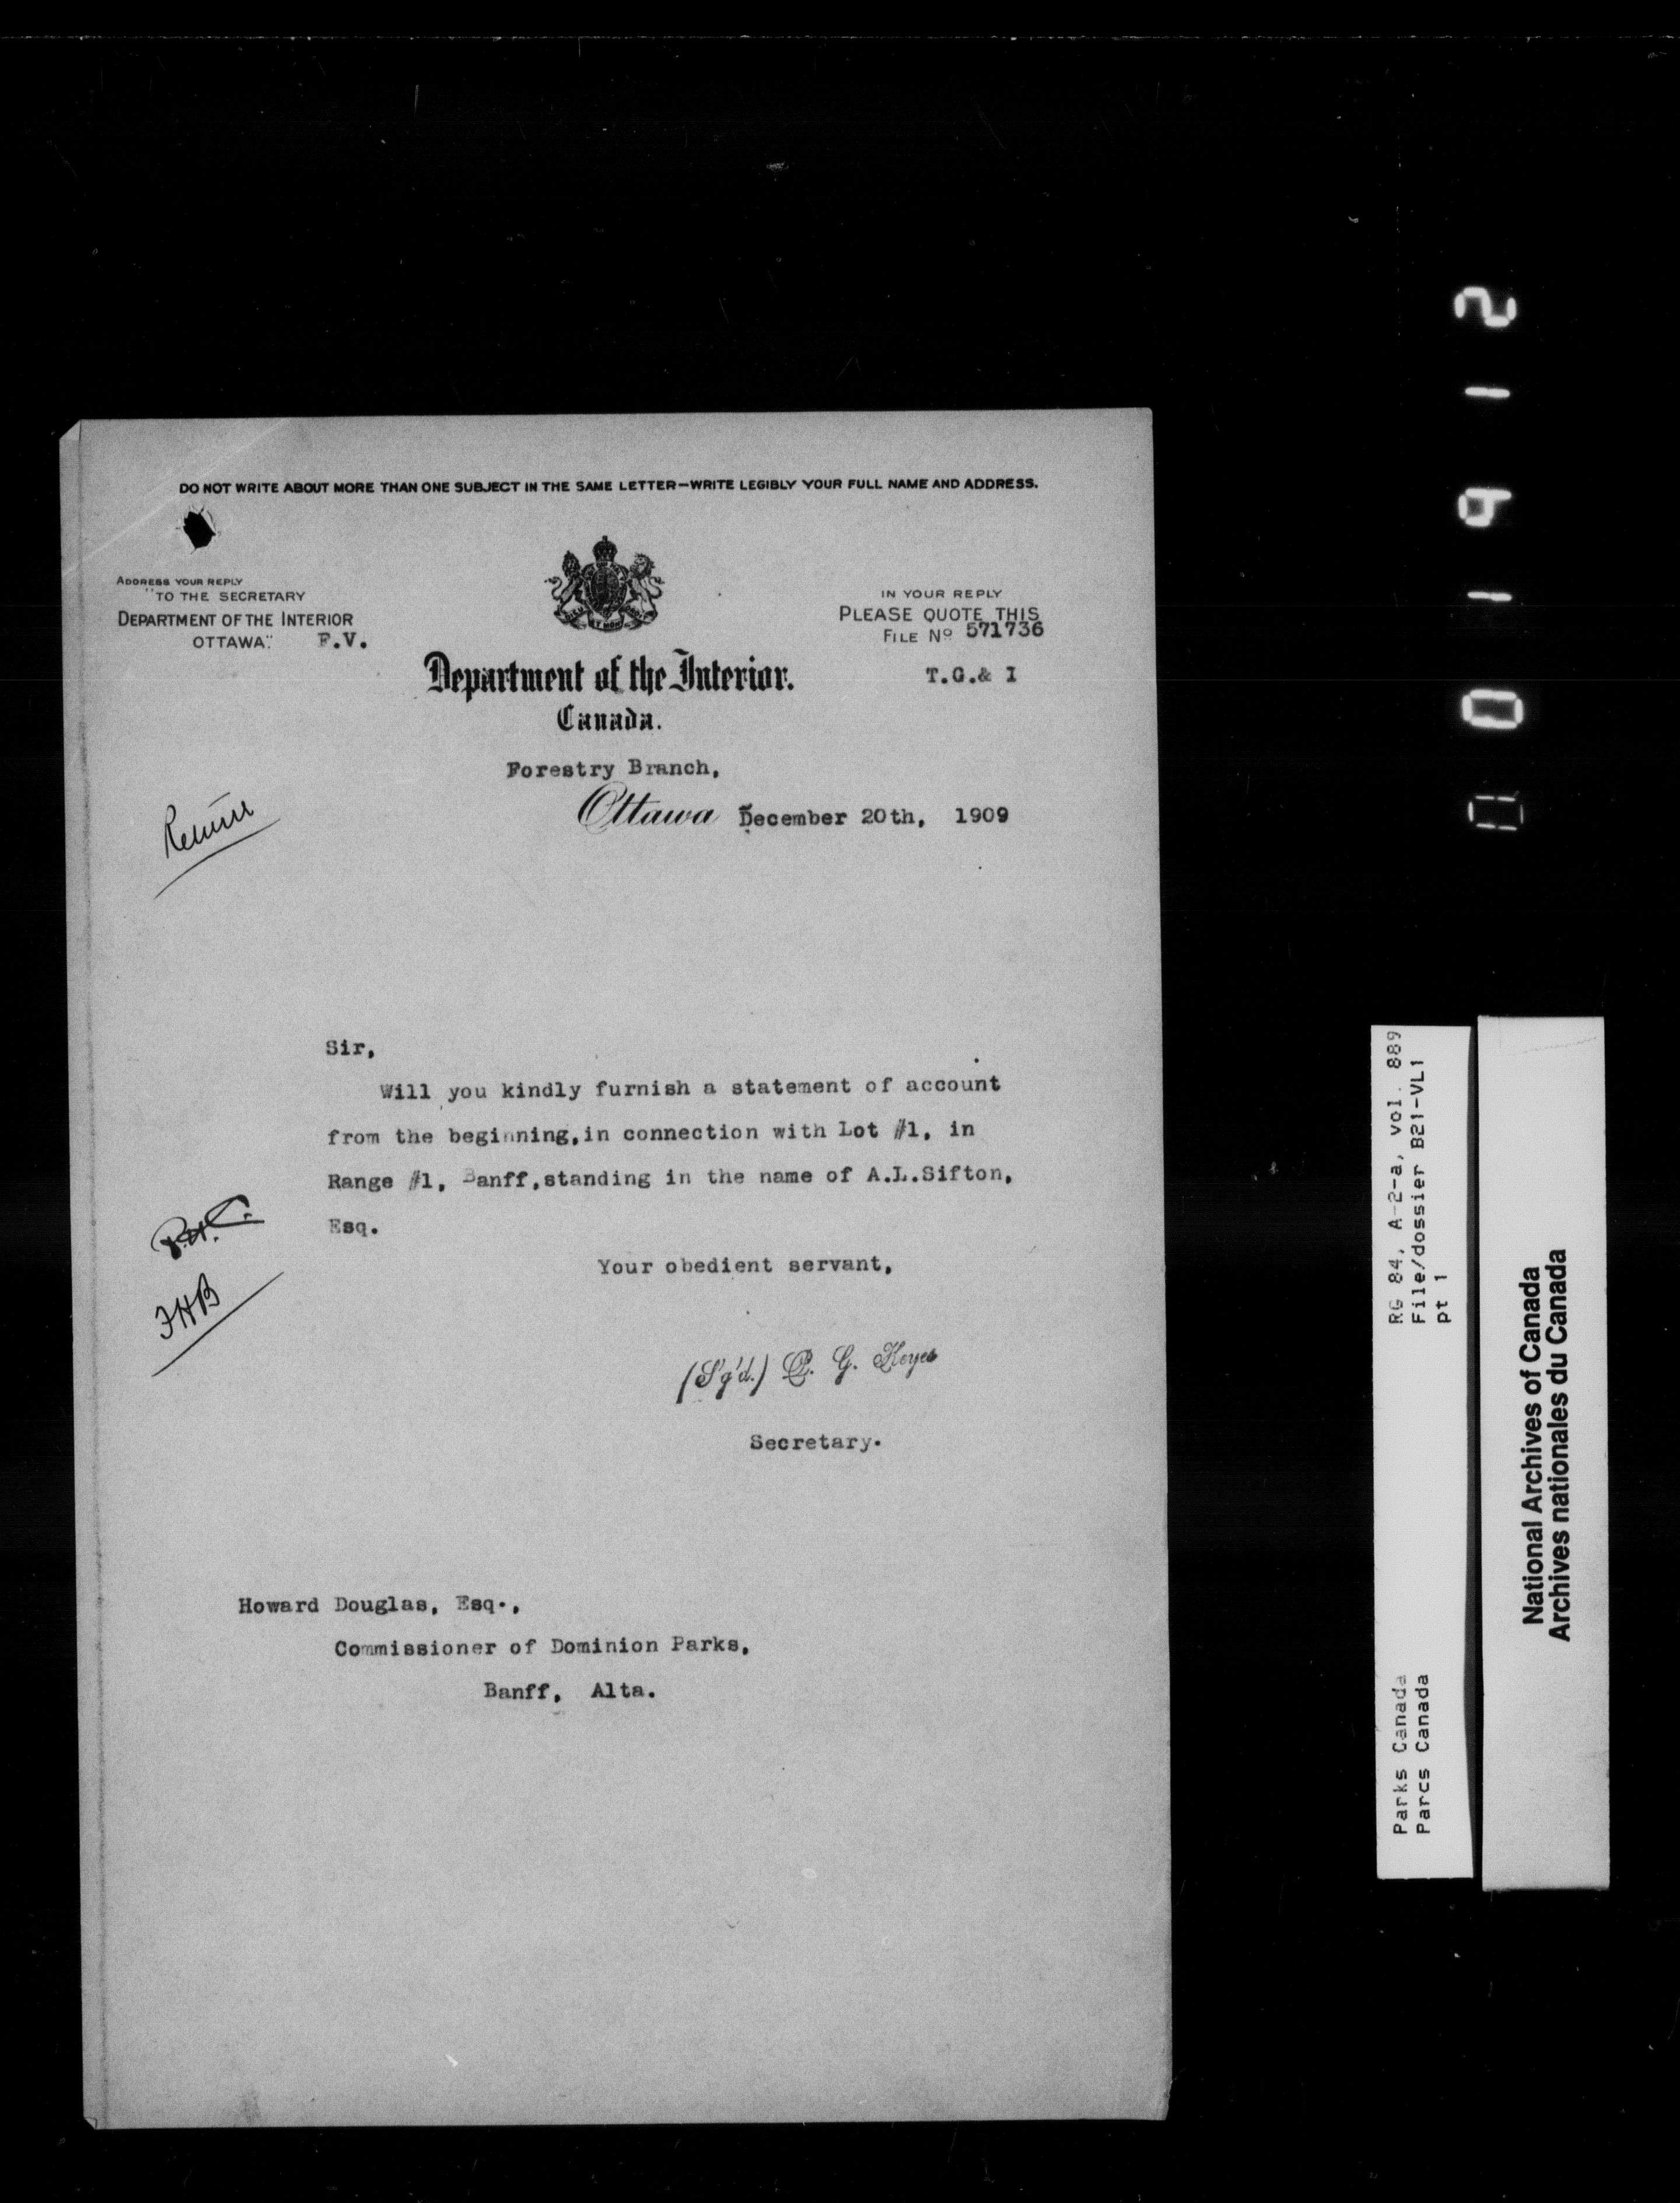 DO NOT WRITE ABOUT MORE THAN ONE SUBJECT IN THE SAME LETTER—WRITE LEGIBLY YOUR FULL NAME AND ADDRESS.
ADDRESS YOUR REPLY
"TO THE SECRETARY
DEPARTMENT OF THE INTERIOR
OTTAWA." F.V.
IN YOUR REPLY
PLEASE QUOTE THIS
FILE No 571736
T.G.& I
Department of the Interior.
Canada.
Forestry Branch,
Ottawa December 20th, 1909
Sir,
Will you kindly furnish a statement of account
from the beginning, in connection with Lot #1, in
Range #1, Banff, standing in the name of A.L.Sifton,
Esq.
FHB
Your obedient servant,
(S'g'd.) P. G. Keyes
Secretary.
Howard Douglas, Esq.,
Commissioner of Dominion Parks,
Banff, Alta.
RG 84, A-2-a, vol. 889
File/dossier B21-VL1
pt 1
Parks Canada
Parcs Canada
National Archives of Canada
Archives nationales du Canada